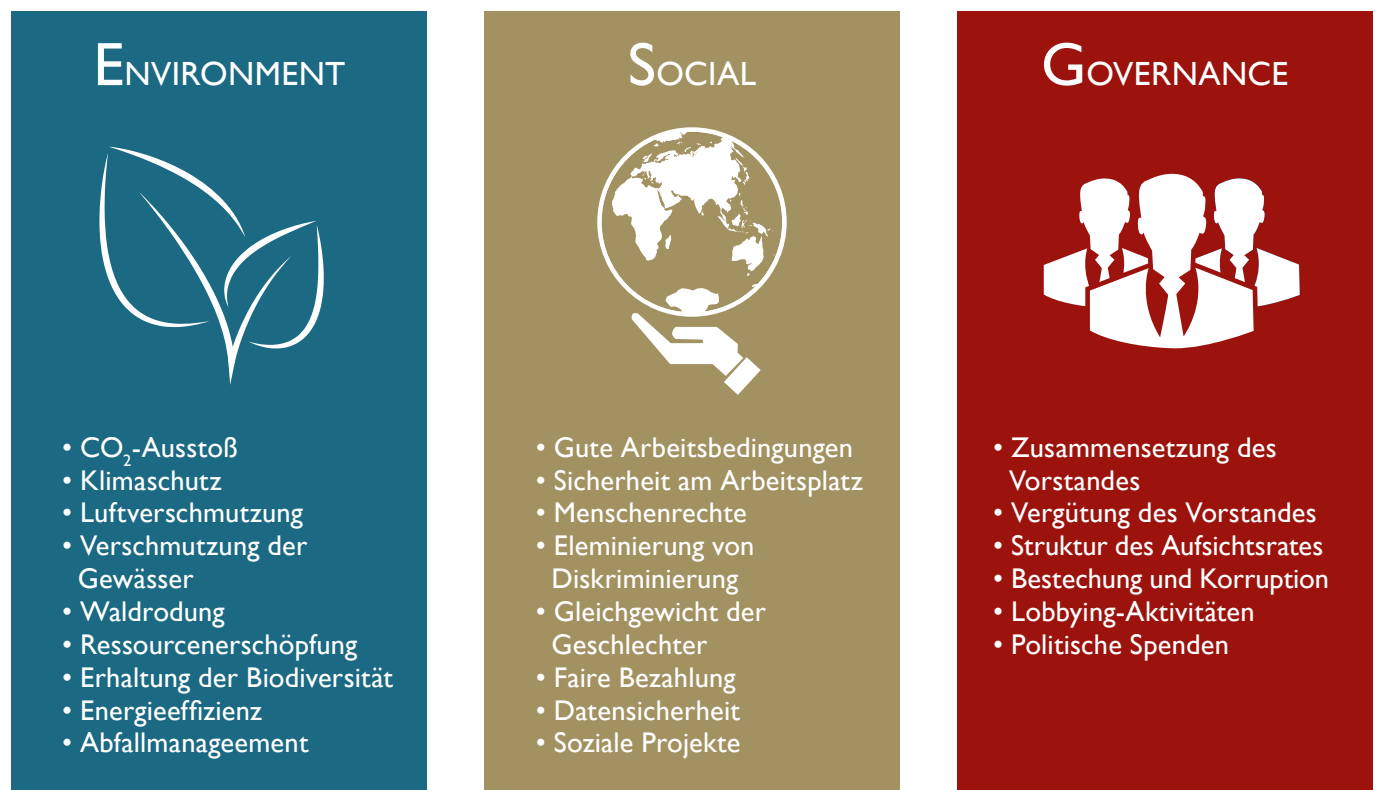 ENVIRONMENT
• CO₂-Ausstoß
• Klimaschutz
• Luftverschmutzung
• Verschmutzung der
Gewässer
• Waldrodung
• Ressourcenerschöpfung
• Erhaltung der Biodiversität
• Energieeffizienz
• Abfallmanageement
SOCIAL
• Gute Arbeitsbedingungen
• Sicherheit am Arbeitsplatz
• Menschenrechte
• Eleminierung von
Diskriminierung
• Gleichgewicht der
Geschlechter
• Faire Bezahlung
• Datensicherheit
• Soziale Projekte
GOVERNANCE
• Zusammensetzung des
Vorstandes
• Vergütung des Vorstandes
• Struktur des Aufsichtsrates
• Bestechung und Korruption
• Lobbying-Aktivitäten
• Politische Spenden